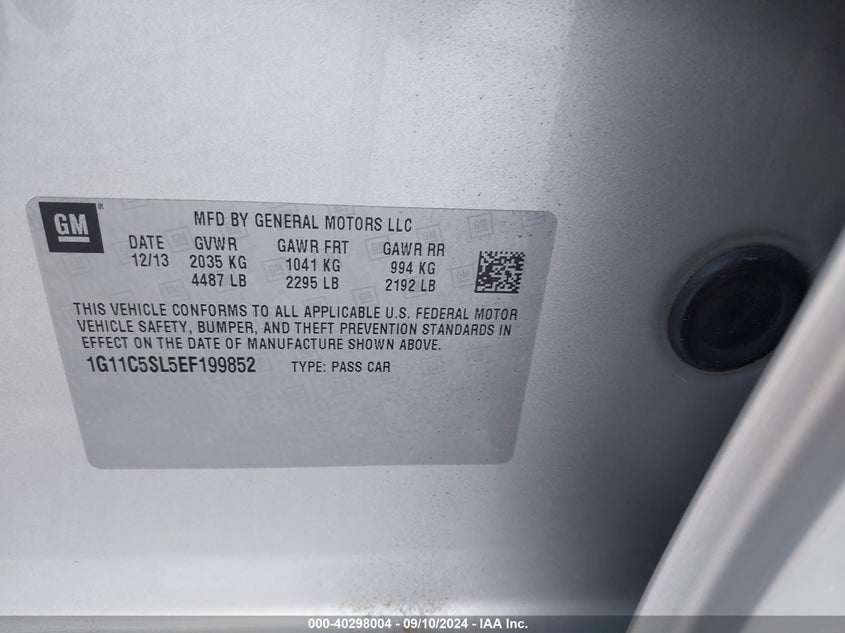 GM ®
MFD BY GENERAL MOTORS LLC
DATE GVWR GAWR FRT GAWR RR
12/13 2035 KG 1041 KG 994 KG
4487 LB 2295 LB 2192 LB
THIS VEHICLE CONFORMS TO ALL APPLICABLE U.S. FEDERAL MOTOR
VEHICLE SAFETY, BUMPER, AND THEFT PREVENTION STANDARDS IN
EFFECT ON THE DATE OF MANUFACTURE SHOWN ABOVE.
1G11C5SL5EF199852 TYPE: PASS CAR
000-40298004 - 09/10/2024 - IAA Inc.